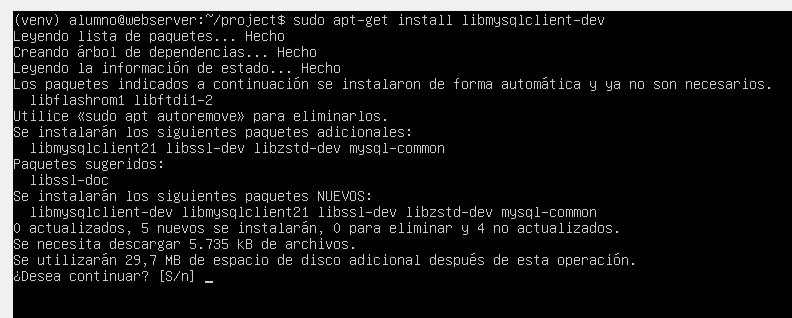 (venv) alumno@webserver:~/project$ sudo apt-get install libmysqlclient-dev
Leyendo lista de paquetes... Hecho
Creando árbol de dependencias... Hecho
Leyendo la información de estado... Hecho
Los paquetes indicados a continuación se instalaron de forma automática y ya no son necesarios.
  libflashrom1 libftdi1-2
Utilice «sudo apt autoremove» para eliminarlos.
Se instalarán los siguientes paquetes adicionales:
  libmysqlclient21 libssl-dev libzstd-dev mysql-common
Paquetes sugeridos:
  libssl-doc
Se instalarán los siguientes paquetes NUEVOS:
  libmysqlclient-dev libmysqlclient21 libssl-dev libzstd-dev mysql-common
0 actualizados, 5 nuevos se instalarán, 0 para eliminar y 4 no actualizados.
Se necesita descargar 5.735 kB de archivos.
Se utilizarán 29,7 MB de espacio de disco adicional después de esta operación.
¿Desea continuar? [S/n] _